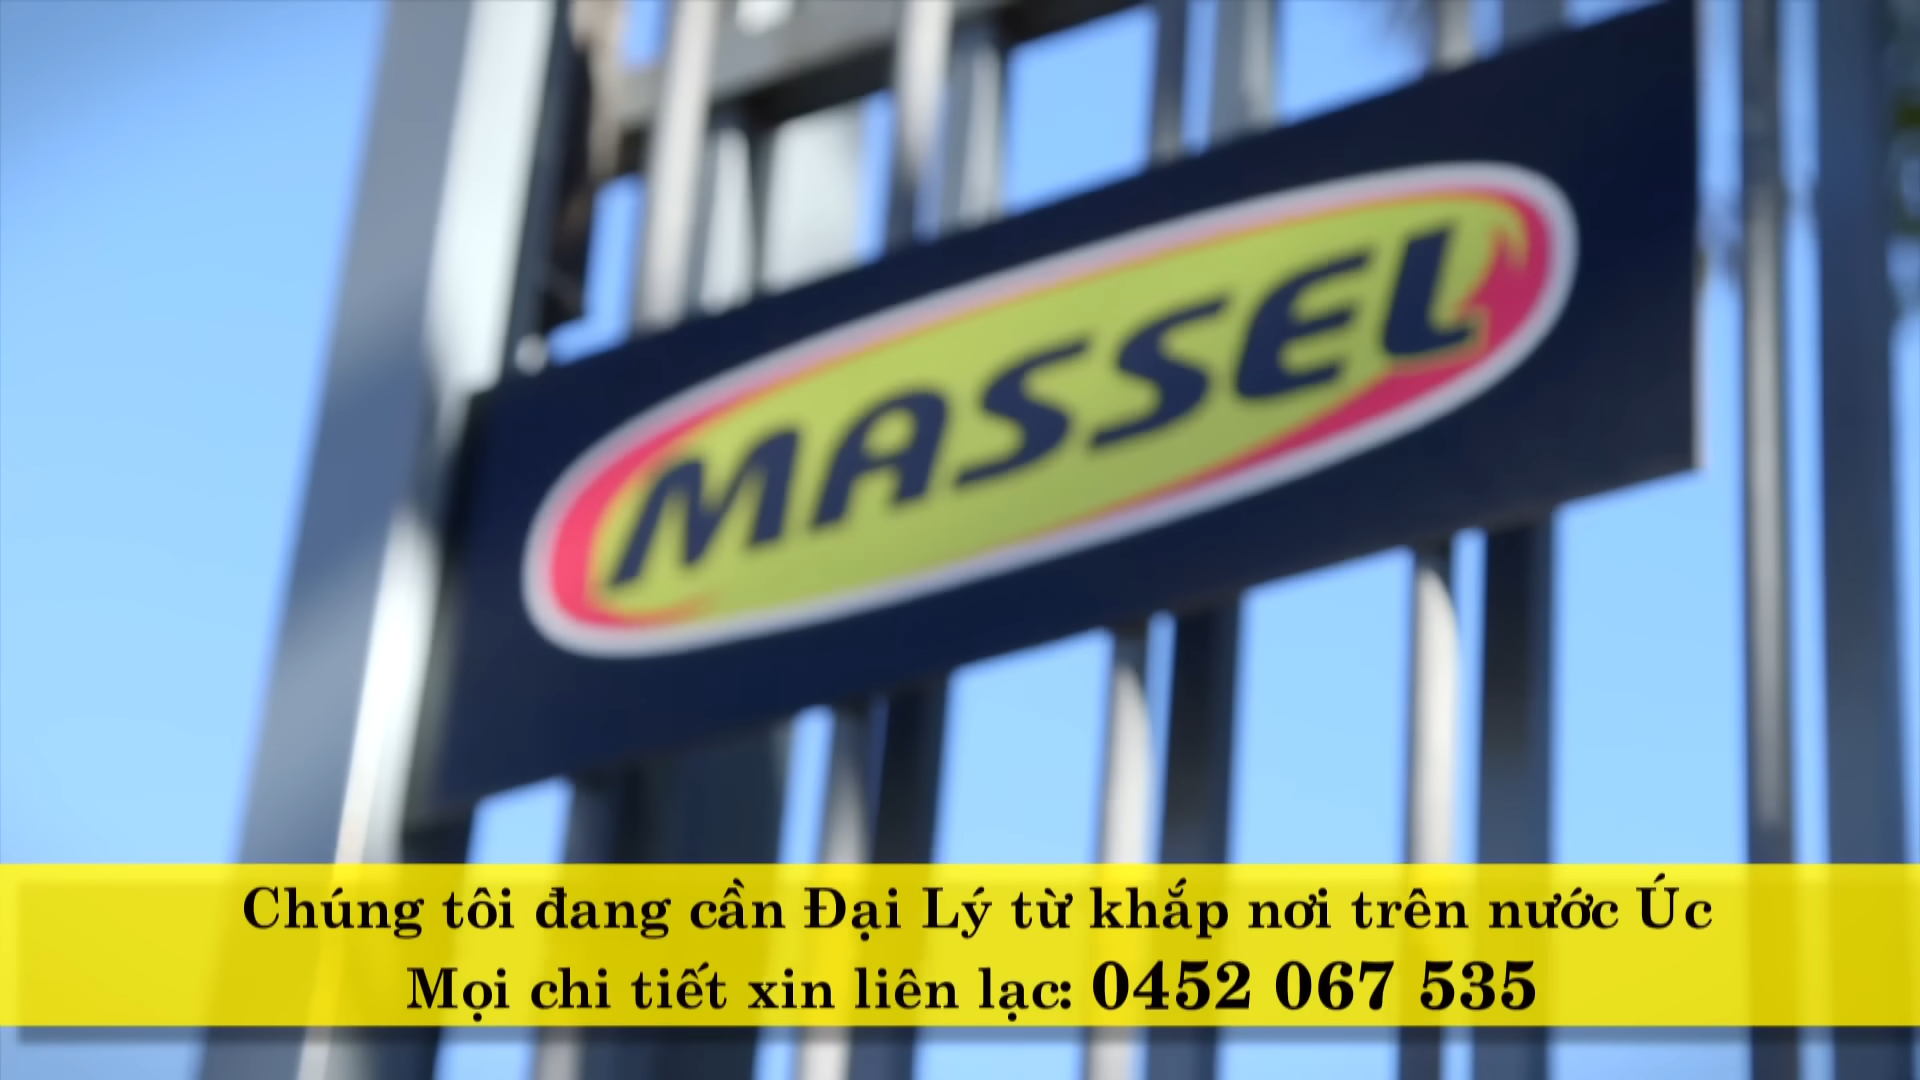 MASSEL
Chúng tôi đang cần Đại Lý từ khắp nơi trên nước Úc
Mọi chi tiết xin liên lạc: 0452 067 535